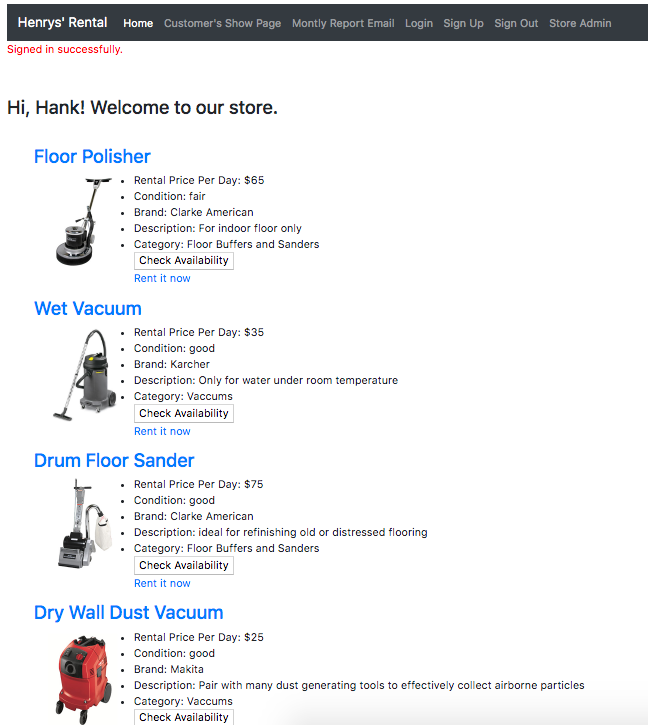 Henrys' Rental Home Customer's Show Page Montly Report Email Login Sign Up Sign Out Store Admin
Signed in successfully.
Hi, Hank! Welcome to our store.
Floor Polisher
• Rental Price Per Day: $65
• Condition: fair
• Brand: Clarke American
• Description: For indoor floor only
• Category: Floor Buffers and Sanders
Check Availability
Rent it now
Wet Vacuum
• Rental Price Per Day: $35
• Condition: good
• Brand: Karcher
• Description: Only for water under room temperature
• Category: Vaccums
Check Availability
Rent it now
Drum Floor Sander
• Rental Price Per Day: $75
• Condition: good
• Brand: Clarke American
• Description: ideal for refinishing old or distressed flooring
• Category: Floor Buffers and Sanders
Check Availability
Rent it now
Dry Wall Dust Vacuum
• Rental Price Per Day: $25
• Condition: good
• Brand: Makita
• Description: Pair with many dust generating tools to effectively collect airborne particles
• Category: Vaccums
Check Availability